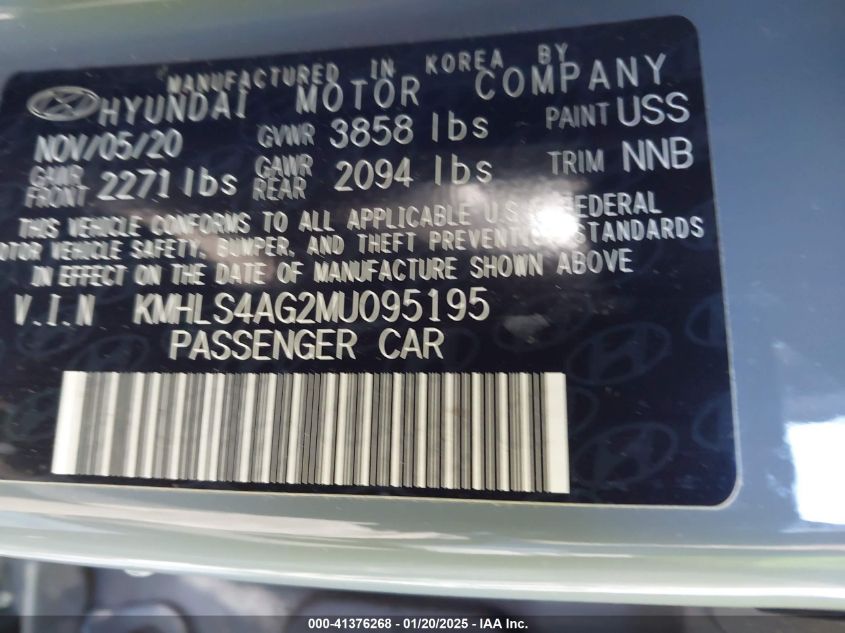 MANUFACTURED IN KOREA BY
HYUNDAI MOTOR COMPANY
NOV/05/20 GVWR 3858 lbs PAINT USS
GAWR FRONT 2271 lbs GAWR REAR 2094 lbs TRIM NNB
THIS VEHICLE CONFORMS TO ALL APPLICABLE U.S. FEDERAL
MOTOR VEHICLE SAFETY, BUMPER, AND THEFT PREVENTION STANDARDS
IN EFFECT ON THE DATE OF MANUFACTURE SHOWN ABOVE
V.I.N KMHLS4AG2MU095195
PASSENGER CAR
000-41376268 - 01/20/2025 - IAA Inc.